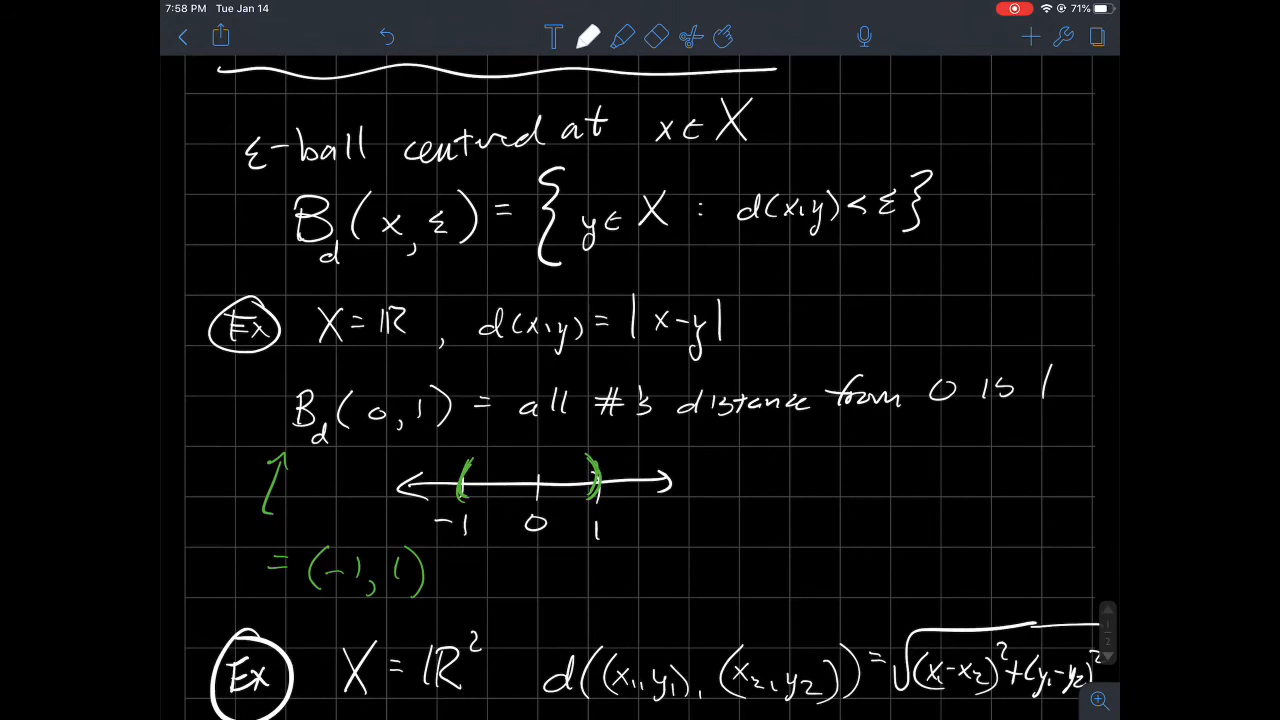 7:58 PM Tue Jan 14
71%
ε-ball centred at x ∈ X
B_d(x, ε) = { y ∈ X : d(x,y) < ε }
Ex X = ℝ, d(x,y) = |x-y|
B_d(0, 1) = all #'s distance from 0 is 1
-1 0 1
= (-1, 1)
Ex X = ℝ² d((x₁,y₁), (x₂,y₂)) = √(x₁-x₂)²+(y₁-y₂)²